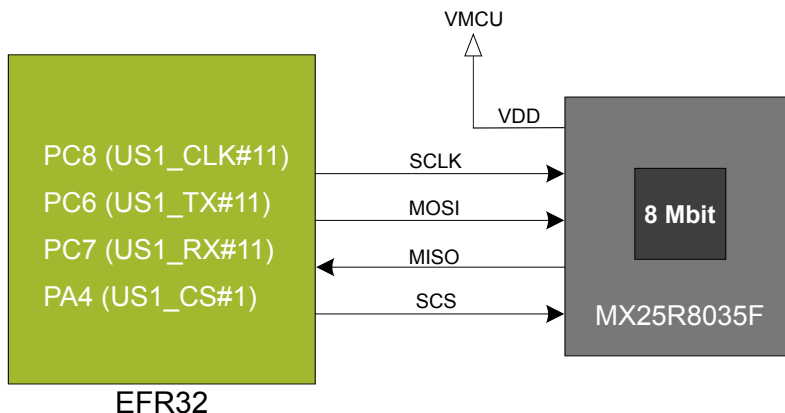 VMCU
VDD
PC8 (US1_CLK#11)
SCLK
PC6 (US1_TX#11)
MOSI
8 Mbit
PC7 (US1_RX#11)
MISO
PA4 (US1_CS#1)
SCS
MX25R8035F
EFR32